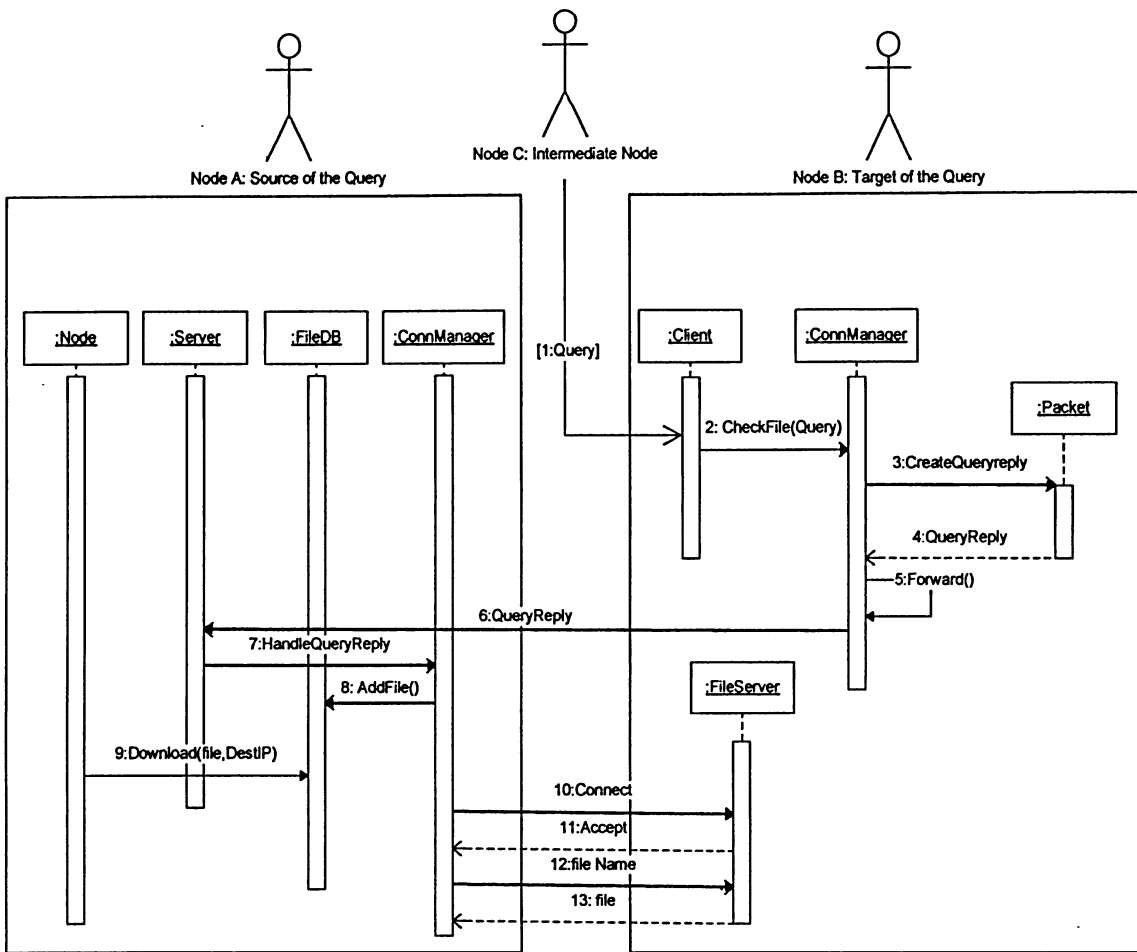 Node C: Intermediate Node
Node A: Source of the Query
Node B: Target of the Query
:Node
:Server
:FileDB
:ConnManager
[1:Query]
:Client
:ConnManager
:Packet
2: CheckFile(Query)
3:CreateQueryreply
4:QueryReply
5:Forward()
6:QueryReply
7:HandleQueryReply
8: AddFile()
:FileServer
9:Download(file,DestIP)
10:Connect
11:Accept
12:file Name
13: file